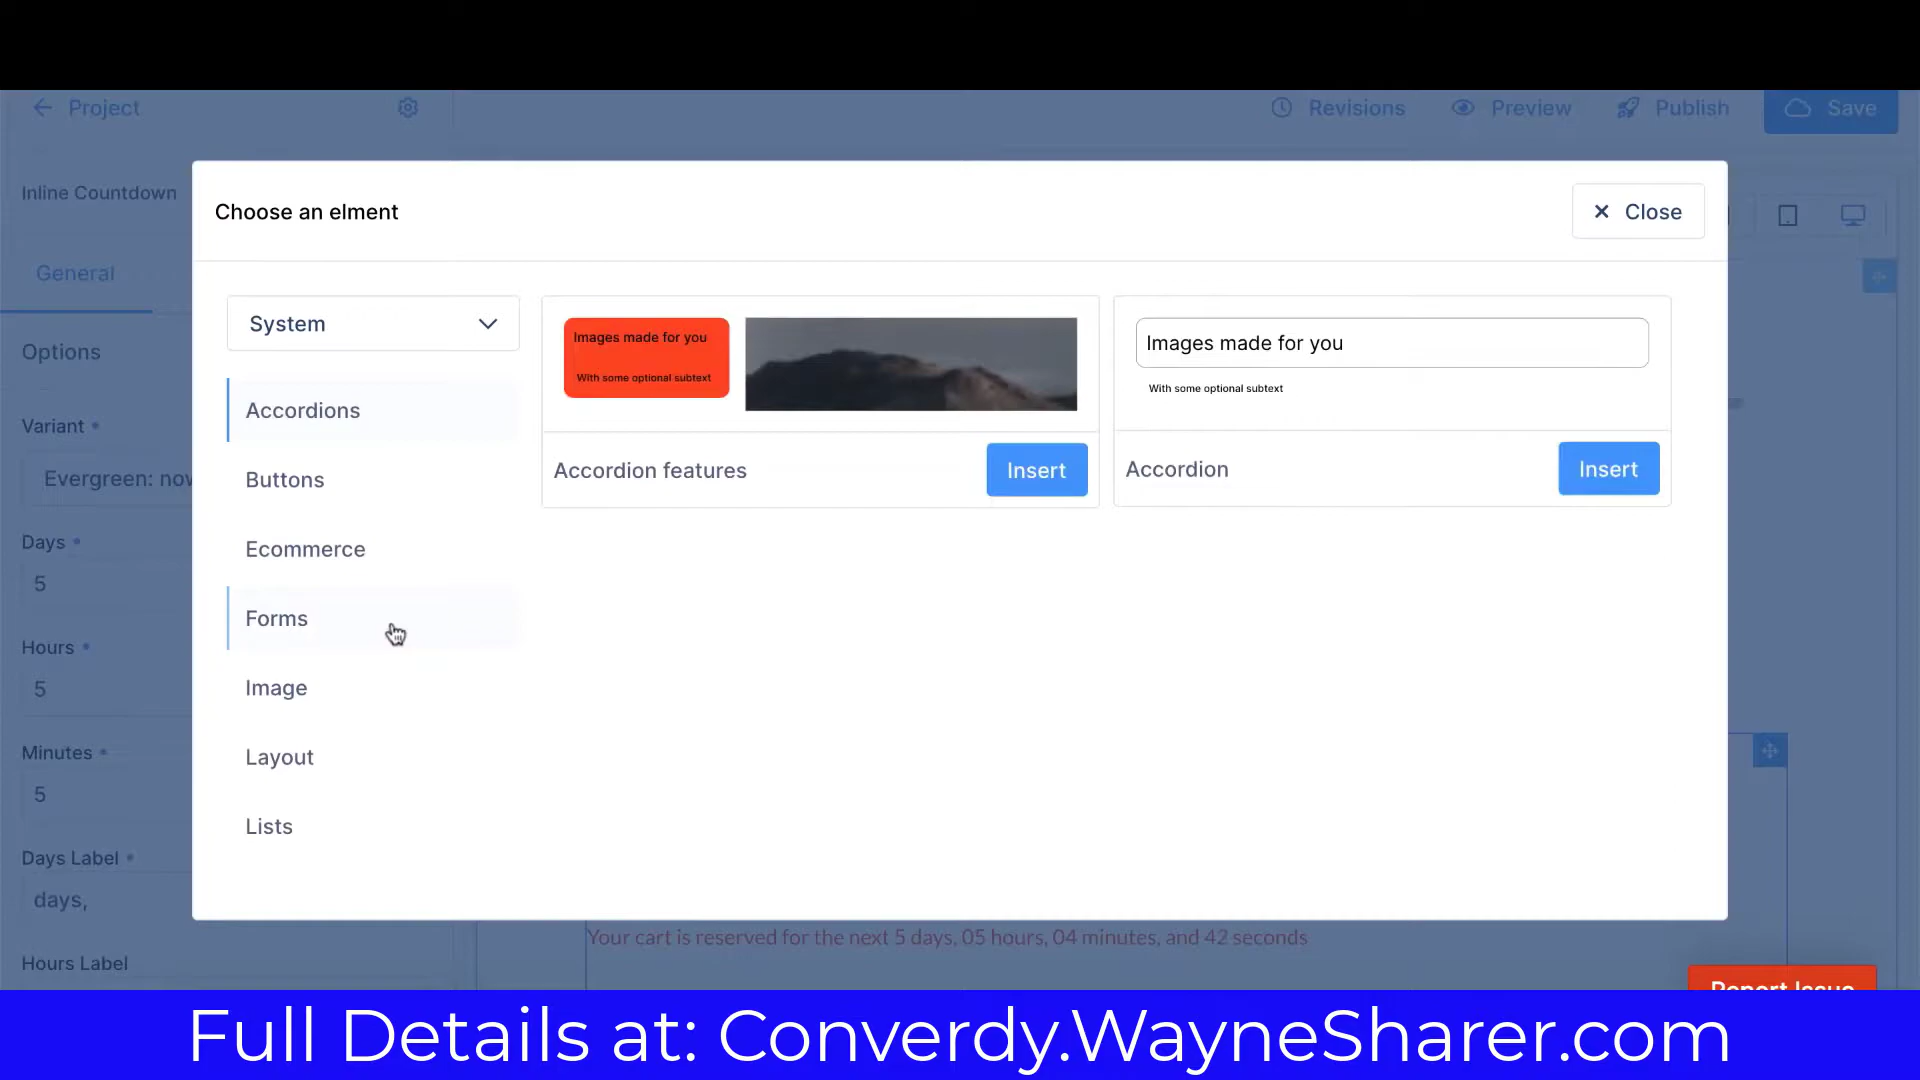 Project
Revisions
Preview
Publish
Save
Inline Countdown
General
Options
Variant
Evergreen: now
Days
5
Hours
5
Minutes
5
Days Label
days,
Hours Label
Choose an elment
Close
System
Accordions
Buttons
Ecommerce
Forms
Image
Layout
Lists
Images made for you
With some optional subtext
Accordion features
Insert
Images made for you
With some optional subtext
Accordion
Insert
Your cart is reserved for the next 5 days, 05 hours, 04 minutes, and 42 seconds
Report Issue
Full Details at: Converdy.WayneSharer.com